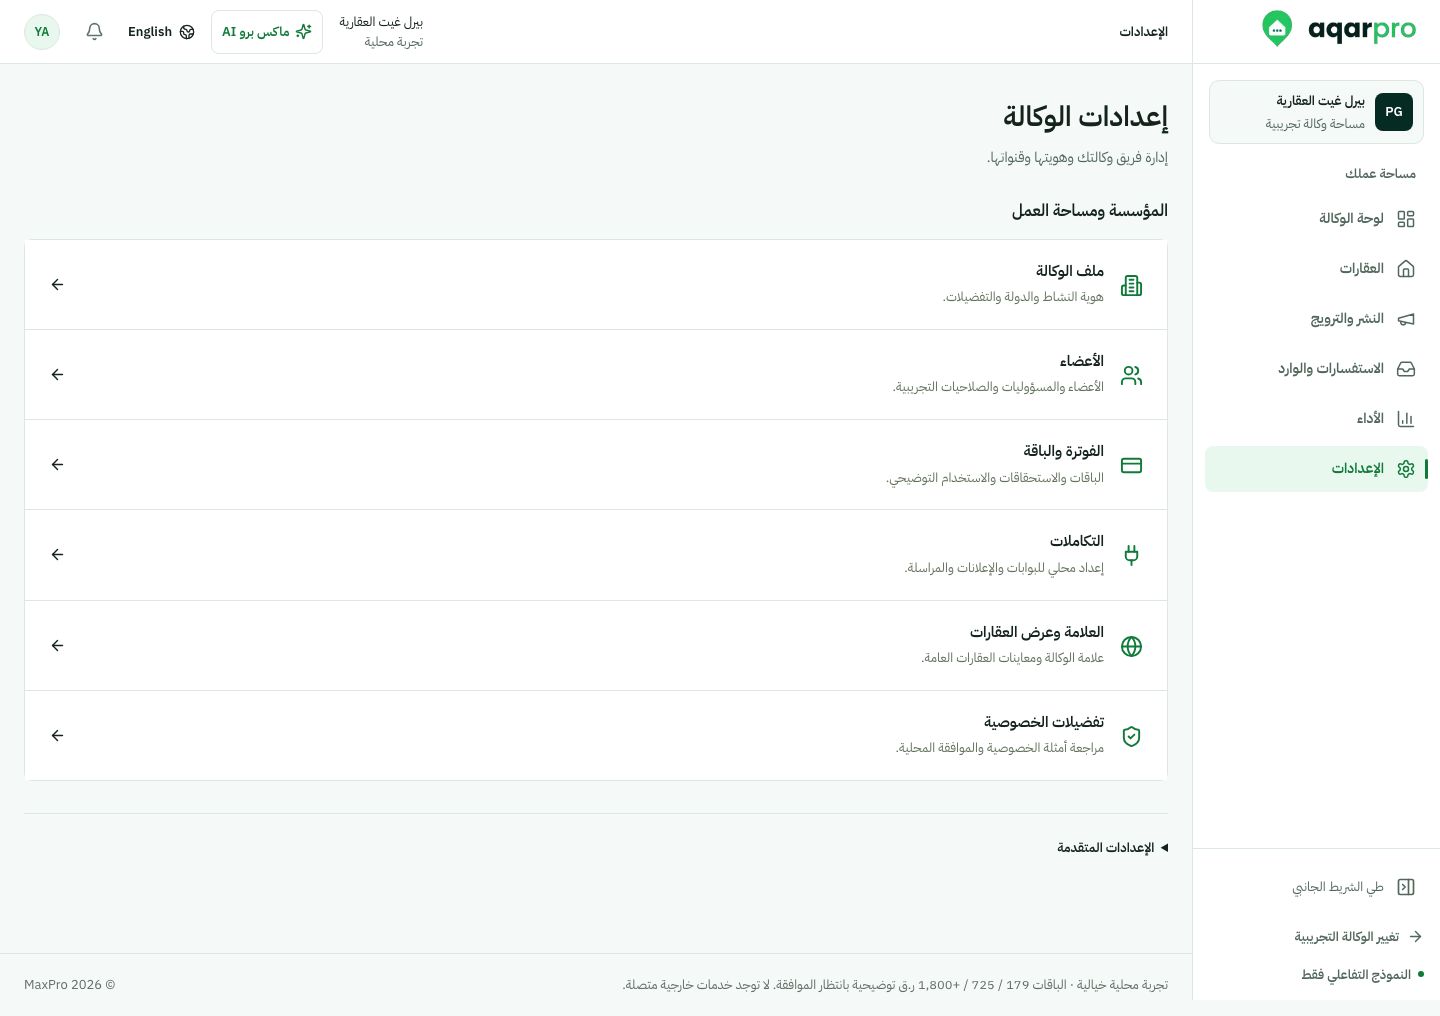 aqarpro
الإعدادات
بيرل غيت العقارية
تجربة محلية
ماكس برو AI
English
YA
PG
بيرل غيت العقارية
مساحة وكالة تجريبية
مساحة عملك
لوحة الوكالة
العقارات
النشر والترويج
الاستفسارات والوارد
الأداء
الإعدادات
طي الشريط الجانبي
تغيير الوكالة التجريبية
النموذج التفاعلي فقط
إعدادات الوكالة
إدارة فريق وكالتك وهويتها وقنواتها.
المؤسسة ومساحة العمل
ملف الوكالة
هوية النشاط والدولة والتفضيلات.
الأعضاء
الأعضاء والمسؤوليات والصلاحيات التجريبية.
الفوترة والباقة
الباقات والاستحقاقات والاستخدام التوضيحي.
التكاملات
إعداد محلي للبوابات والإعلانات والمراسلة.
العلامة وعرض العقارات
علامة الوكالة ومعاينات العقارات العامة.
تفضيلات الخصوصية
مراجعة أمثلة الخصوصية والموافقة المحلية.
الإعدادات المتقدمة
تجربة محلية خيالية · الباقات 179 / 725 / +1,800 ر.ق توضيحية بانتظار الموافقة. لا توجد خدمات خارجية متصلة.
© MaxPro 2026